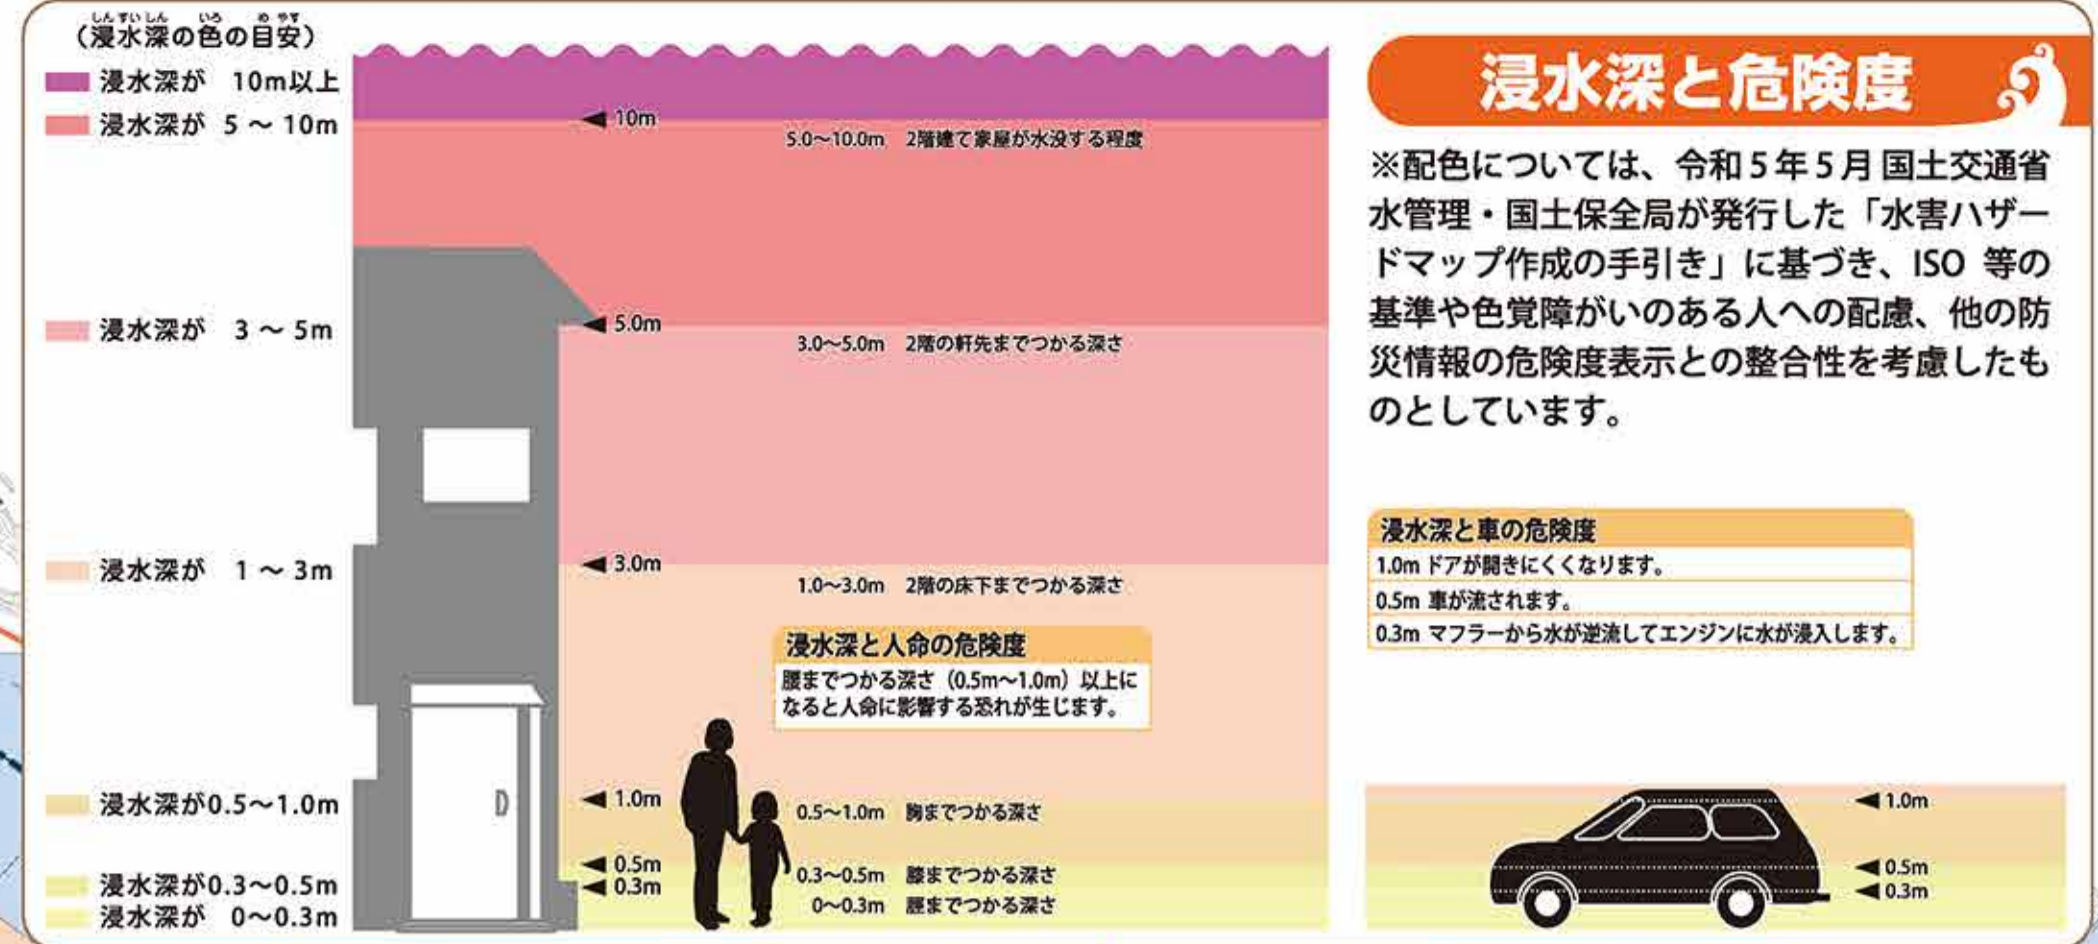 しんすいしん いろ めやす
（浸水深の色の目安）
浸水深が 10m以上
浸水深が 5 ～ 10m
浸水深が 3 ～ 5m
浸水深が 1 ～ 3m
浸水深が0.5～1.0m
浸水深が0.3～0.5m
浸水深が 0～0.3m
◀10m
5.0～10.0m 2階建て家屋が水没する程度
◀5.0m
3.0～5.0m 2階の軒先までつかる深さ
◀3.0m
1.0～3.0m 2階の床下までつかる深さ
浸水深と人命の危険度
腰までつかる深さ（0.5m～1.0m）以上に
なると人命に影響する恐れが生じます。
◀1.0m
0.5～1.0m 胸までつかる深さ
◀0.5m
0.3～0.5m 膝までつかる深さ
◀0.3m
0～0.3m 腰までつかる深さ
浸水深と危険度
※配色については、令和５年５月国土交通省
水管理・国土保全局が発行した「水害ハザー
ドマップ作成の手引き」に基づき、ISO 等の
基準や色覚障がいのある人への配慮、他の防
災情報の危険度表示との整合性を考慮したも
のとしています。
浸水深と車の危険度
1.0m ドアが開きにくくなります。
0.5m 車が流されます。
0.3m マフラーから水が逆流してエンジンに水が浸入します。
◀1.0m
◀0.5m
◀0.3m